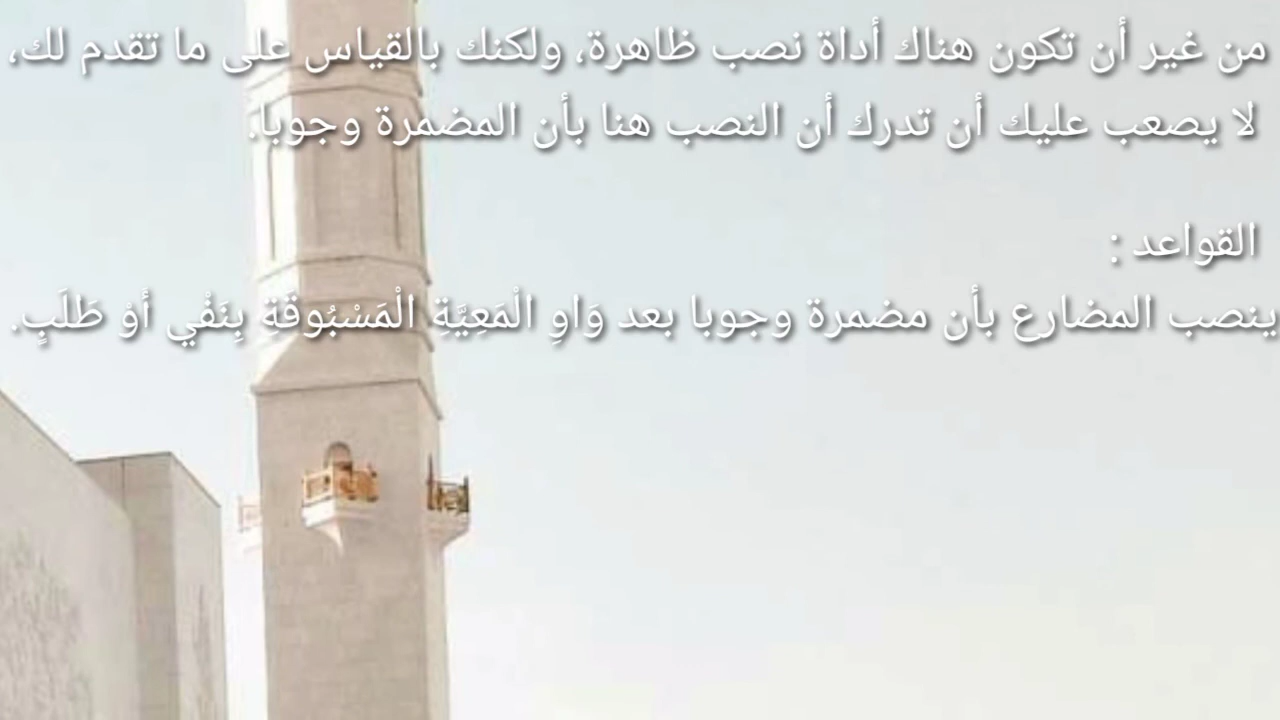 من غير أن تكون هناك أداة نصب ظاهرة، ولكنك بالقياس على ما تقدم لك،
لا يصعب عليك أن تدرك أن النصب هنا بأن المضمرة وجوبا.
القواعد :
ينصب المضارع بأن مضمرة وجوبا بعد وَاوِ الْمَعِيَّةِ الْمَسْبُوقَةِ بِنَفْيٍ أَوْ طَلَبٍ.